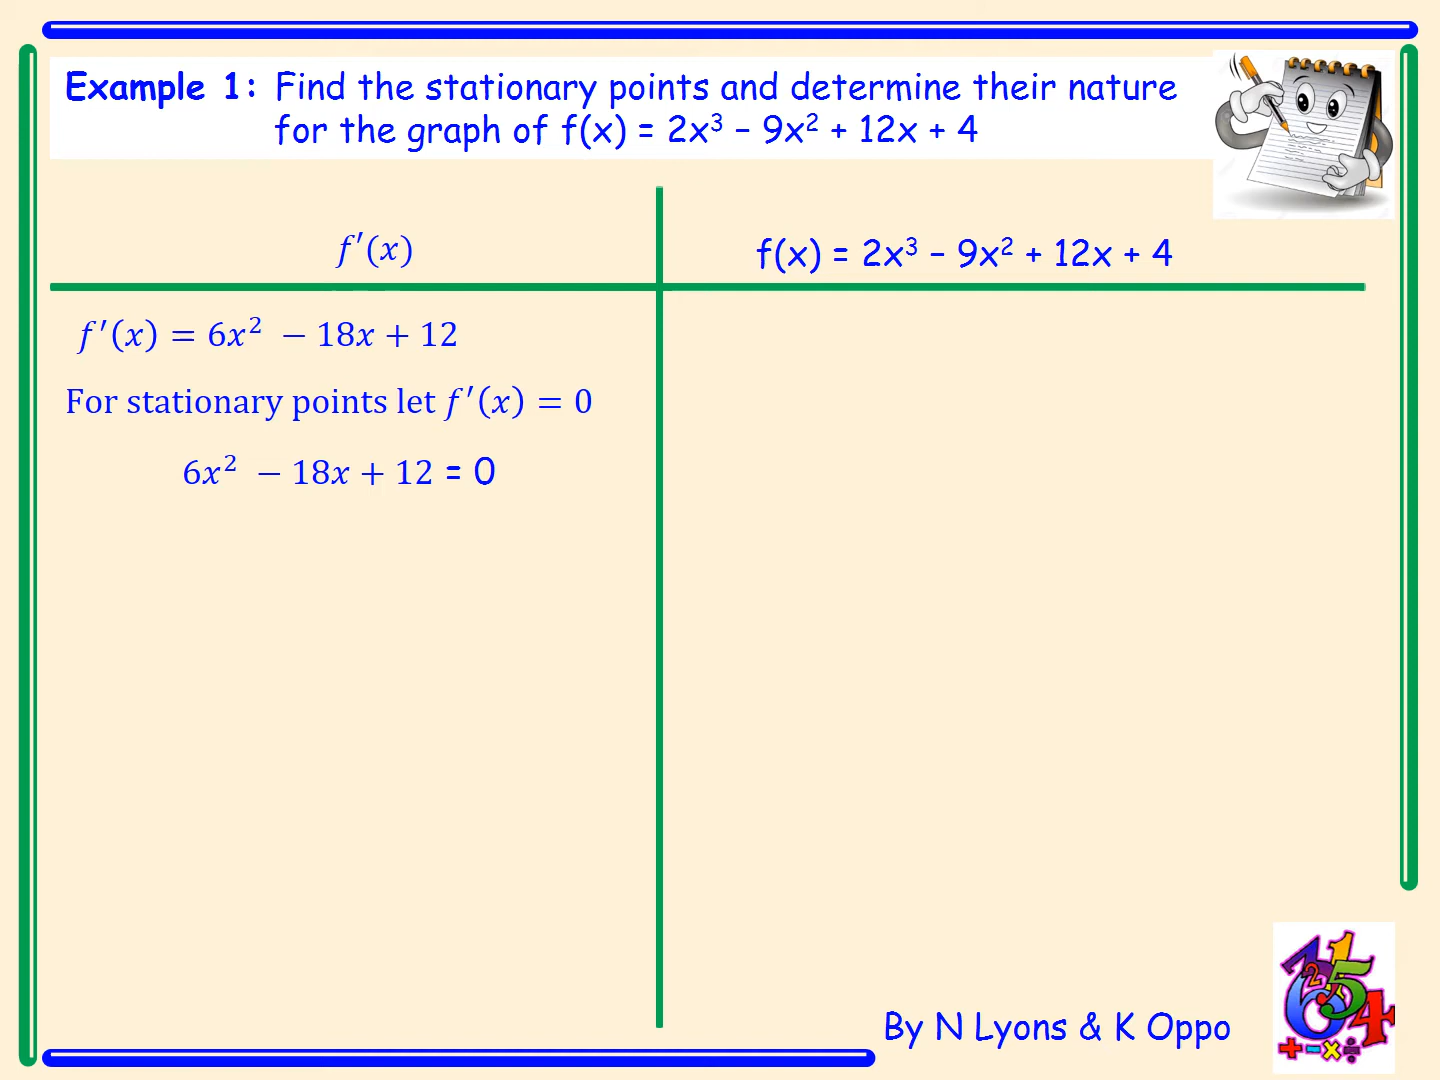 Example 1: Find the stationary points and determine their nature
for the graph of f(x) = 2x³ – 9x² + 12x + 4
f′(x)
f(x) = 2x³ – 9x² + 12x + 4
f′(x) = 6x² − 18x + 12
For stationary points let f′(x) = 0
6x² − 18x + 12 = 0
By N Lyons & K Oppo